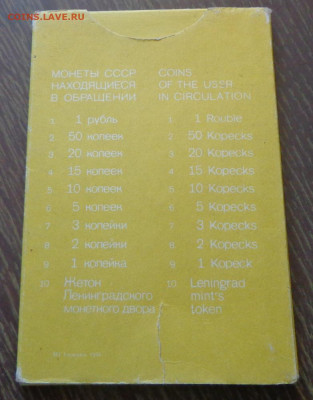 COINS.LAVE.RU
МОНЕТЫ СССР
НАХОДЯЩИЕСЯ
В ОБРАЩЕНИИ
1 1 рубль
2 50 копеек
3 20 копеек
4 15 копеек
5 10 копеек
6 5 копеек
7 3 копейки
8 2 копейки
9 1 копейка
10 Жетон
Ленинградского
монетного двора
COINS
OF THE USSR
IN CIRCULATION
1 1 Rouble
2 50 Kopecks
3 20 Kopecks
4 15 Kopecks
5 10 Kopecks
6 5 Kopecks
7 3 Kopecks
8 2 Kopecks
9 1 Kopeck
10 Leningrad
mint's
token